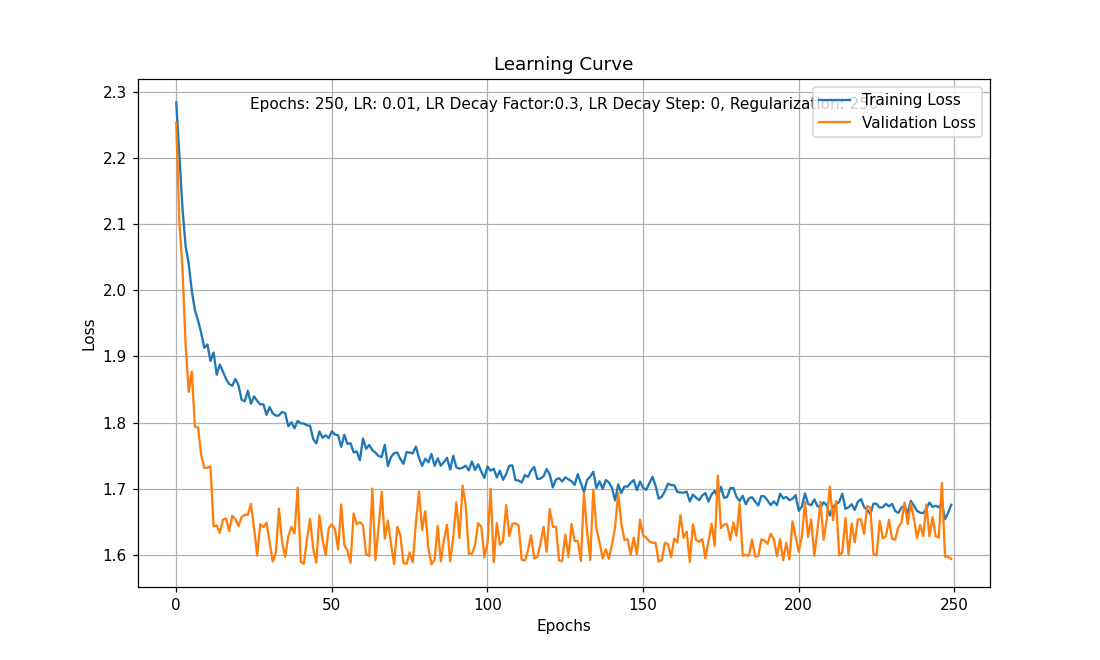 Learning Curve
Epochs: 250, LR: 0.01, LR Decay Factor:0.3, LR Decay Step: 0, Regularization: 250
Training Loss
Validation Loss
2.3
2.2
2.1
2.0
1.9
1.8
1.7
1.6
Loss
0
50
100
150
200
250
Epochs